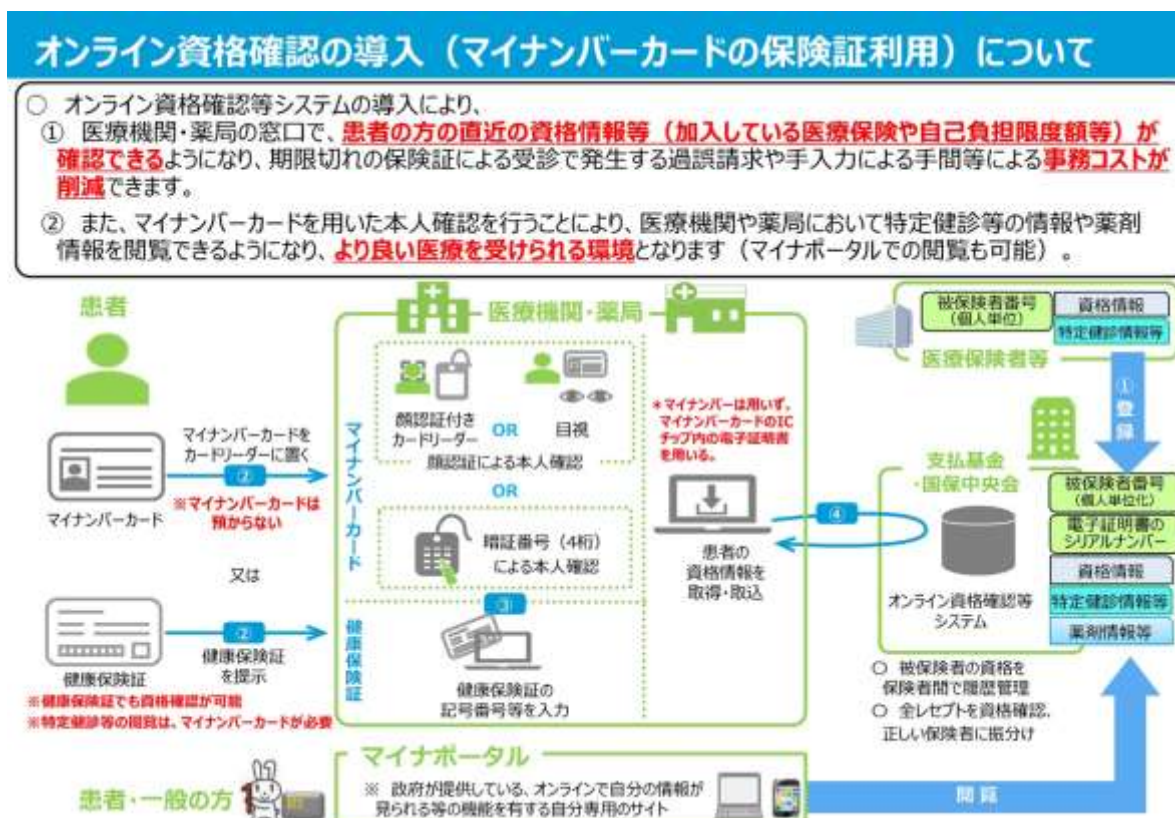 オンライン資格確認の導入（マイナンバーカードの保険証利用）について
○ オンライン資格確認等システムの導入により、
① 医療機関・薬局の窓口で、患者の方の直近の資格情報等（加入している医療保険や自己負担限度額等）が
確認できるようになり、期限切れの保険証による受診で発生する過誤請求や手入力による手間等による事務コストが
削減できます。
② また、マイナンバーカードを用いた本人確認を行うことにより、医療機関や薬局において特定健診等の情報や薬剤
情報を閲覧できるようになり、より良い医療を受けられる環境となります（マイナポータルでの閲覧も可能）。
患者
マイナンバーカード
マイナンバーカードを
カードリーダーに置く
②
※マイナンバーカードは
預からない
又は
健康保険証
②
健康保険証
を提示
※健康保険証でも資格確認が可能
※特定健診等の閲覧は、マイナンバーカードが必要
医療機関・薬局
マイナンバーカード
顔認証付き
カードリーダー
OR
目視
顔認証による本人確認
OR
暗証番号（4桁）
による本人確認
③
健康保険証
健康保険証の
記号番号等を入力
＊マイナンバーは用いず、
マイナンバーカードのIC
チップ内の電子証明書
を用いる。
患者の
資格情報を
取得・取込
④
被保険者番号
（個人単位）
資格情報
特定健診情報等
医療保険者等
①登録
支払基金
・国保中央会
オンライン資格確認等
システム
被保険者番号
（個人単位化）
電子証明書の
シリアルナンバー
資格情報
特定健診情報等
薬剤情報等
○ 被保険者の資格を
保険者間で履歴管理
○ 全レセプトを資格確認、
正しい保険者に振分け
患者・一般の方
マイナポータル
※ 政府が提供している、オンラインで自分の情報が
見られる等の機能を有する自分専用のサイト
閲覧